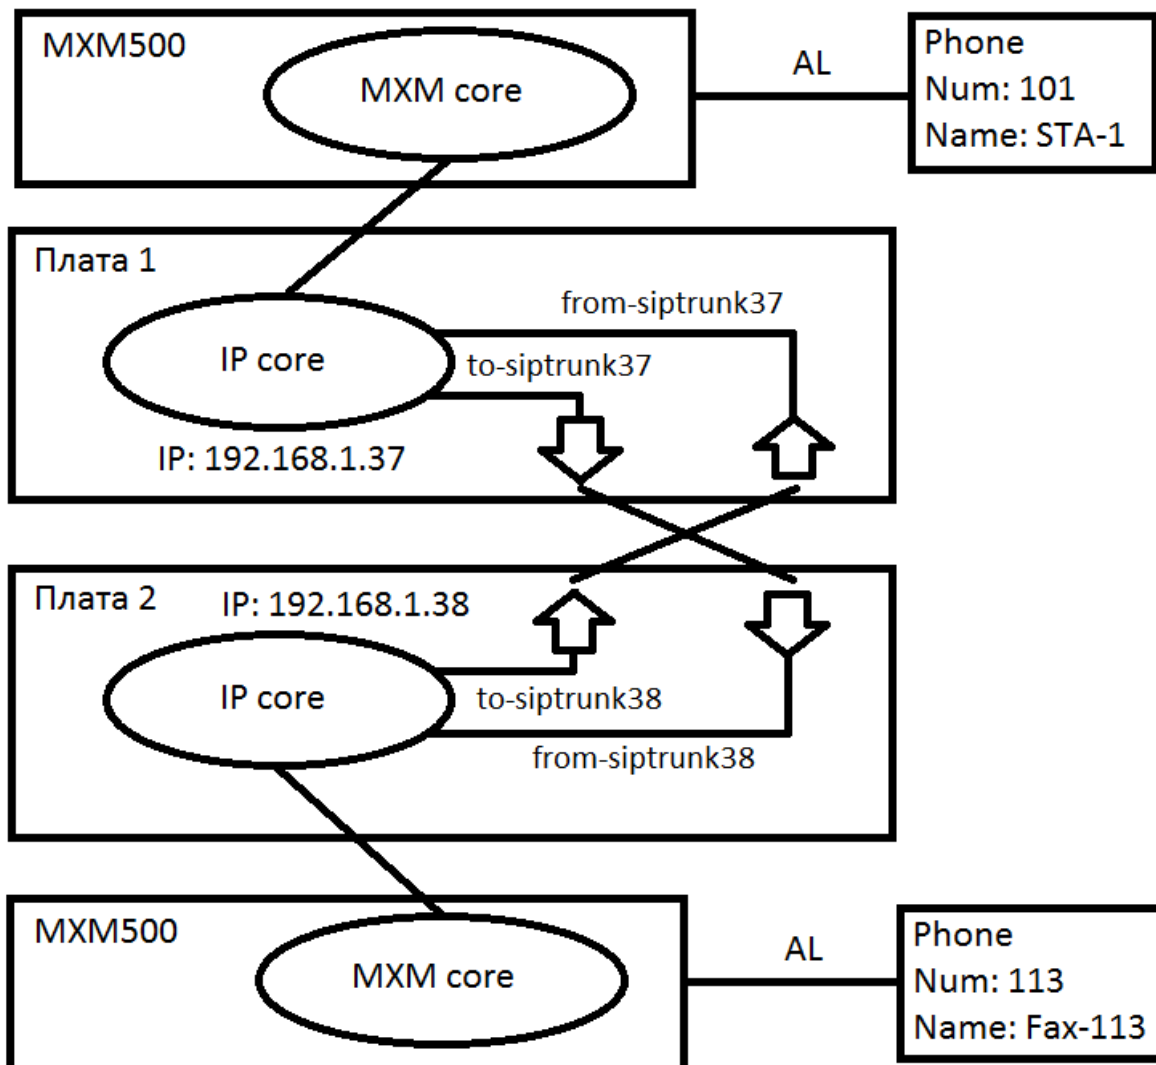 MXM500
MXM core
AL
Phone
Num: 101
Name: STA-1
Плата 1
from-siptrunk37
IP core
to-siptrunk37
IP: 192.168.1.37
Плата 2
IP: 192.168.1.38
IP core
to-siptrunk38
from-siptrunk38
MXM500
MXM core
AL
Phone
Num: 113
Name: Fax-113